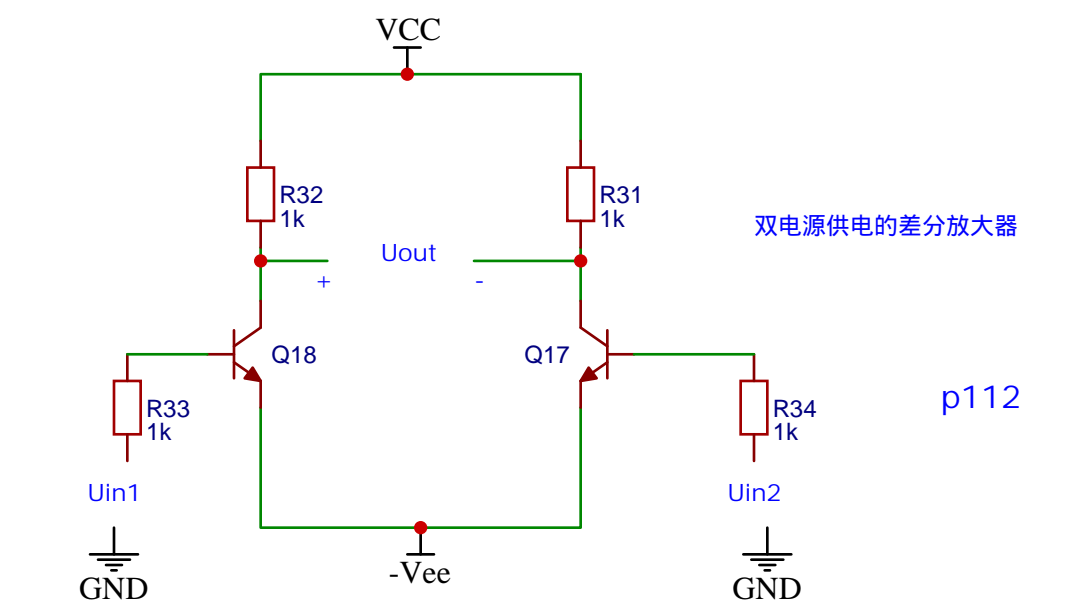 VCC
R32
1k
R31
1k
双电源供电的差分放大器
Uout
+
-
Q18
Q17
R33
1k
R34
1k
p112
Uin1
Uin2
-Vee
GND
GND